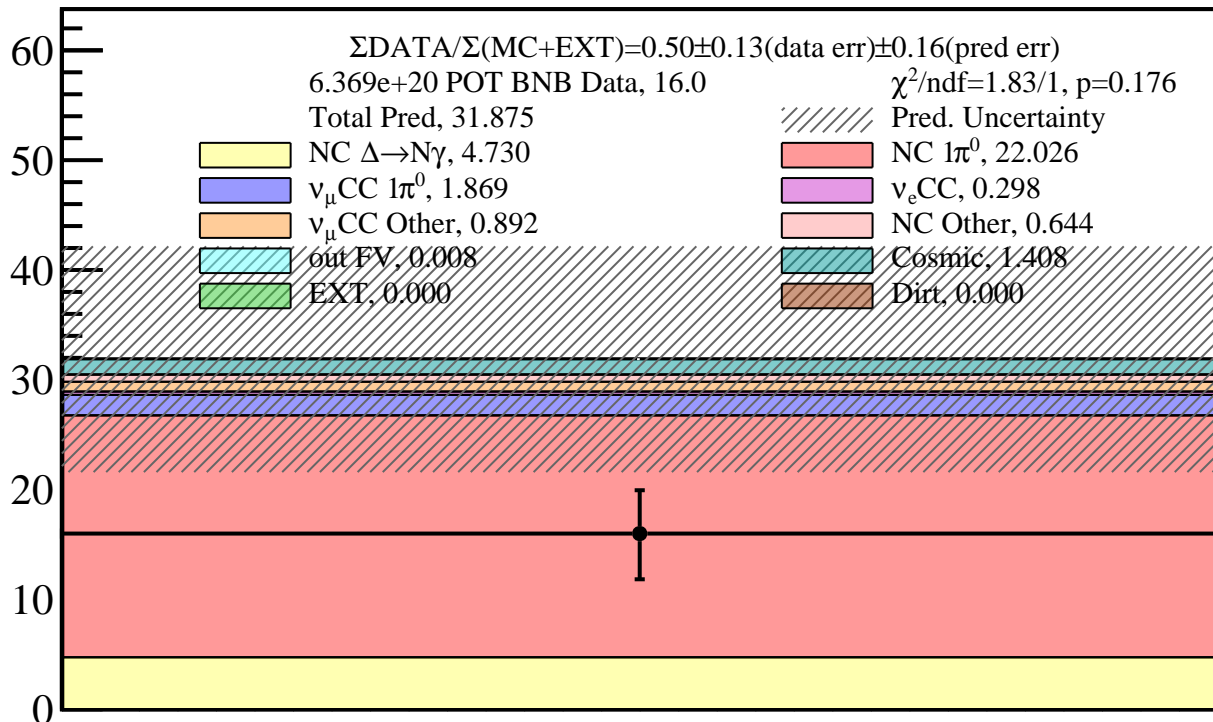 ΣDATA/Σ(MC+EXT)=0.50±0.13(data err)±0.16(pred err)
6.369e+20 POT BNB Data, 16.0 χ²/ndf=1.83/1, p=0.176
Total Pred, 31.875 Pred. Uncertainty
NC Δ→Nγ, 4.730 NC 1π⁰, 22.026
ν_μCC 1π⁰, 1.869 ν_eCC, 0.298
ν_μCC Other, 0.892 NC Other, 0.644
out FV, 0.008 Cosmic, 1.408
EXT, 0.000 Dirt, 0.000
60
50
40
30
20
10
0